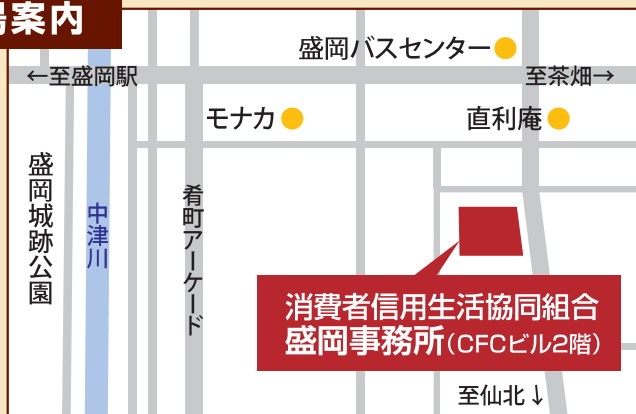 場案内
盛岡バスセンター
←至盛岡駅
至茶畑→
モナカ
直利庵
盛岡城跡公園
中津川
肴町アーケード
消費者信用生活協同組合
盛岡事務所（CFCビル2階）
至仙北↓